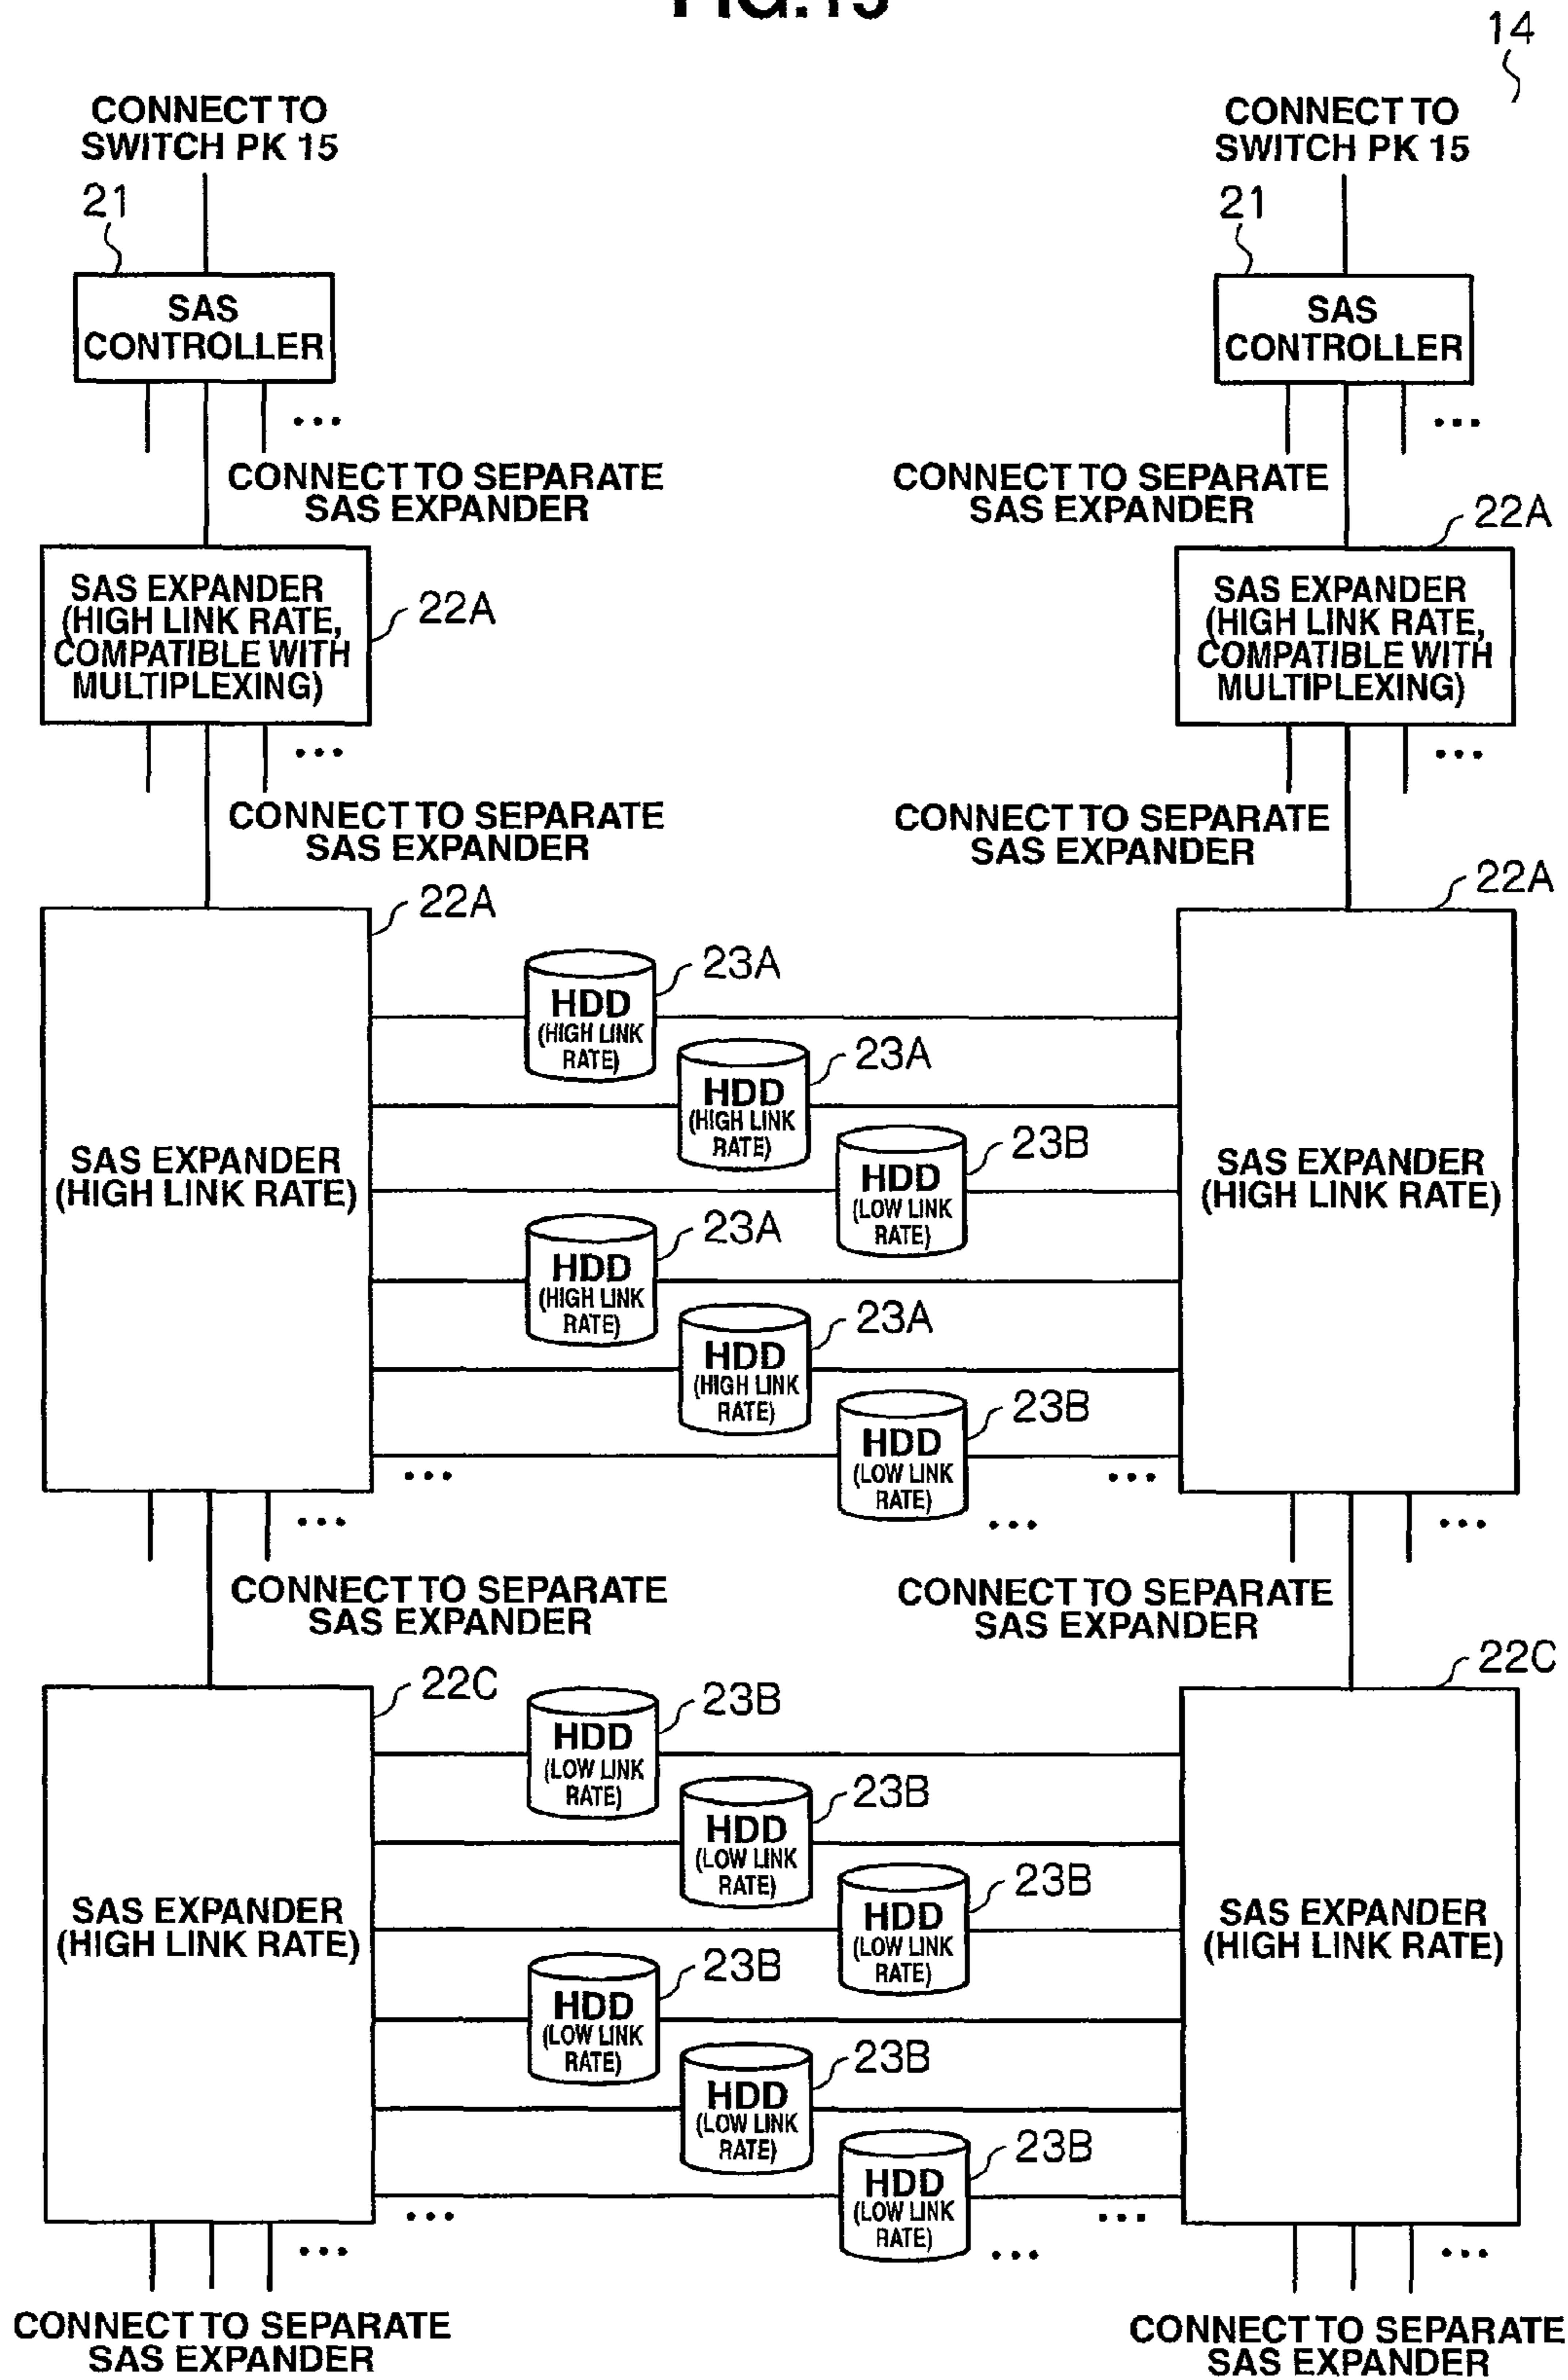 14
CONNECT TO
SWITCH PK 15
CONNECT TO
SWITCH PK 15
21
21
SAS
CONTROLLER
SAS
CONTROLLER
...
...
CONNECT TO SEPARATE
SAS EXPANDER
CONNECT TO SEPARATE
SAS EXPANDER
22A
SAS EXPANDER
(HIGH LINK RATE,
COMPATIBLE WITH
MULTIPLEXING)
22A
SAS EXPANDER
(HIGH LINK RATE,
COMPATIBLE WITH
MULTIPLEXING)
...
...
CONNECT TO SEPARATE
SAS EXPANDER
CONNECT TO SEPARATE
SAS EXPANDER
22A
22A
SAS EXPANDER
(HIGH LINK RATE)
23A
HDD
(HIGH LINK
RATE)
23A
HDD
(HIGH LINK
RATE)
23B
HDD
(LOW LINK
RATE)
23A
HDD
(HIGH LINK
RATE)
23A
HDD
(HIGH LINK
RATE)
23B
HDD
(LOW LINK
RATE)
SAS EXPANDER
(HIGH LINK RATE)
...
...
...
...
...
CONNECT TO SEPARATE
SAS EXPANDER
CONNECT TO SEPARATE
SAS EXPANDER
22C
22C
SAS EXPANDER
(HIGH LINK RATE)
23B
HDD
(LOW LINK
RATE)
23B
HDD
(LOW LINK
RATE)
23B
HDD
(LOW LINK
RATE)
23B
HDD
(LOW LINK
RATE)
23B
HDD
(LOW LINK
RATE)
23B
HDD
(LOW LINK
RATE)
SAS EXPANDER
(HIGH LINK RATE)
...
...
...
...
...
CONNECT TO SEPARATE
SAS EXPANDER
CONNECT TO SEPARATE
SAS EXPANDER